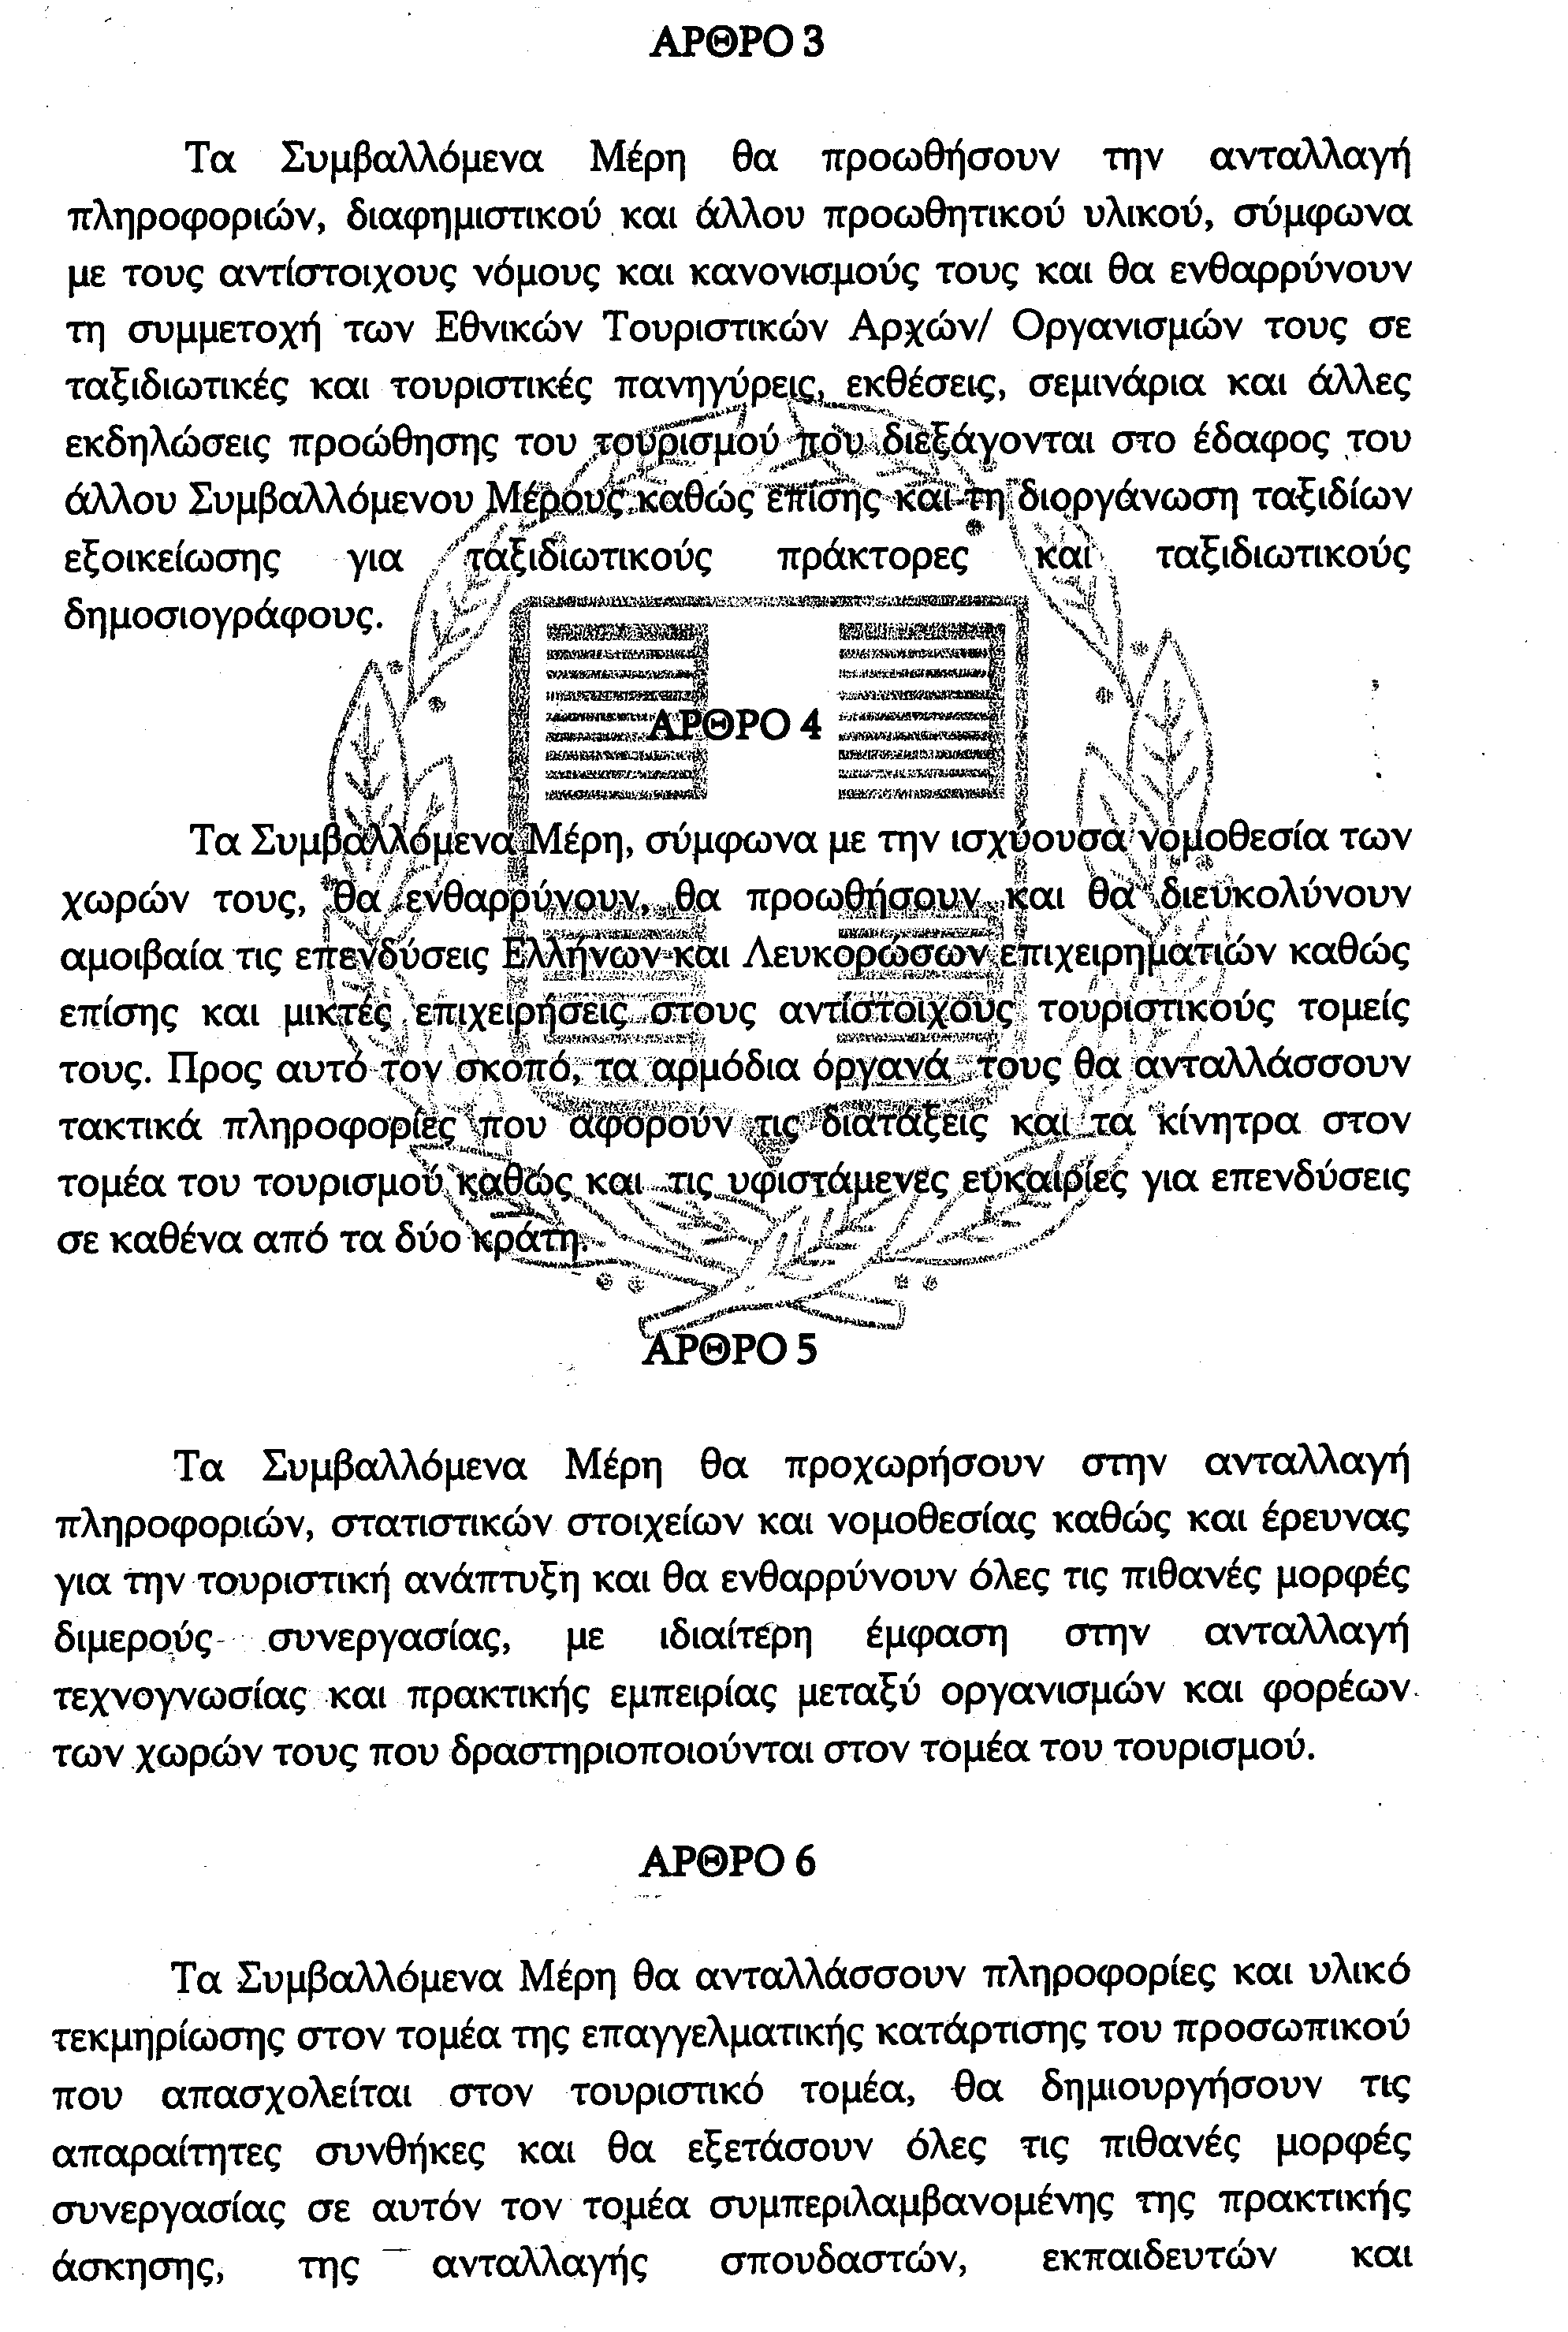 ΑΡΘΡΟ 3
Τα Συμβαλλόμενα Μέρη θα προωθήσουν την ανταλλαγή
πληροφοριών, διαφημιστικού και άλλου προωθητικού υλικού, σύμφωνα
με τους αντίστοιχους νόμους και κανονισμούς τους και θα ενθαρρύνουν
τη συμμετοχή των Εθνικών Τουριστικών Αρχών/ Οργανισμών τους σε
ταξιδιωτικές και τουριστικές πανηγύρεις, εκθέσεις, σεμινάρια και άλλες
εκδηλώσεις προώθησης του τουρισμού που διεξάγονται στο έδαφος του
άλλου Συμβαλλόμενου Μέρους καθώς επίσης και τη διοργάνωση ταξιδίων
εξοικείωσης για ταξιδιωτικούς πράκτορες και ταξιδιωτικούς
δημοσιογράφους.
ΑΡΘΡΟ 4
Τα Συμβαλλόμενα Μέρη, σύμφωνα με την ισχύουσα νομοθεσία των
χωρών τους, θα ενθαρρύνουν, θα προωθήσουν και θα διευκολύνουν
αμοιβαία τις επενδύσεις Ελλήνων και Λευκορώσων επιχειρηματιών καθώς
επίσης και μικτές επιχειρήσεις στους αντίστοιχους τουριστικούς τομείς
τους. Προς αυτό τον σκοπό, τα αρμόδια όργανά τους θα ανταλλάσσουν
τακτικά πληροφορίες που αφορούν τις διατάξεις και τα κίνητρα στον
τομέα του τουρισμού καθώς και τις υφιστάμενες ευκαιρίες για επενδύσεις
σε καθένα από τα δύο κράτη.
ΑΡΘΡΟ 5
Τα Συμβαλλόμενα Μέρη θα προχωρήσουν στην ανταλλαγή
πληροφοριών, στατιστικών στοιχείων και νομοθεσίας καθώς και έρευνας
για την τουριστική ανάπτυξη και θα ενθαρρύνουν όλες τις πιθανές μορφές
διμερούς συνεργασίας, με ιδιαίτερη έμφαση στην ανταλλαγή
τεχνογνωσίας και πρακτικής εμπειρίας μεταξύ οργανισμών και φορέων
των χωρών τους που δραστηριοποιούνται στον τομέα του τουρισμού.
ΑΡΘΡΟ 6
Τα Συμβαλλόμενα Μέρη θα ανταλλάσσουν πληροφορίες και υλικό
τεκμηρίωσης στον τομέα της επαγγελματικής κατάρτισης του προσωπικού
που απασχολείται στον τουριστικό τομέα, θα δημιουργήσουν τις
απαραίτητες συνθήκες και θα εξετάσουν όλες τις πιθανές μορφές
συνεργασίας σε αυτόν τον τομέα συμπεριλαμβανομένης της πρακτικής
άσκησης, της ανταλλαγής σπουδαστών, εκπαιδευτών και